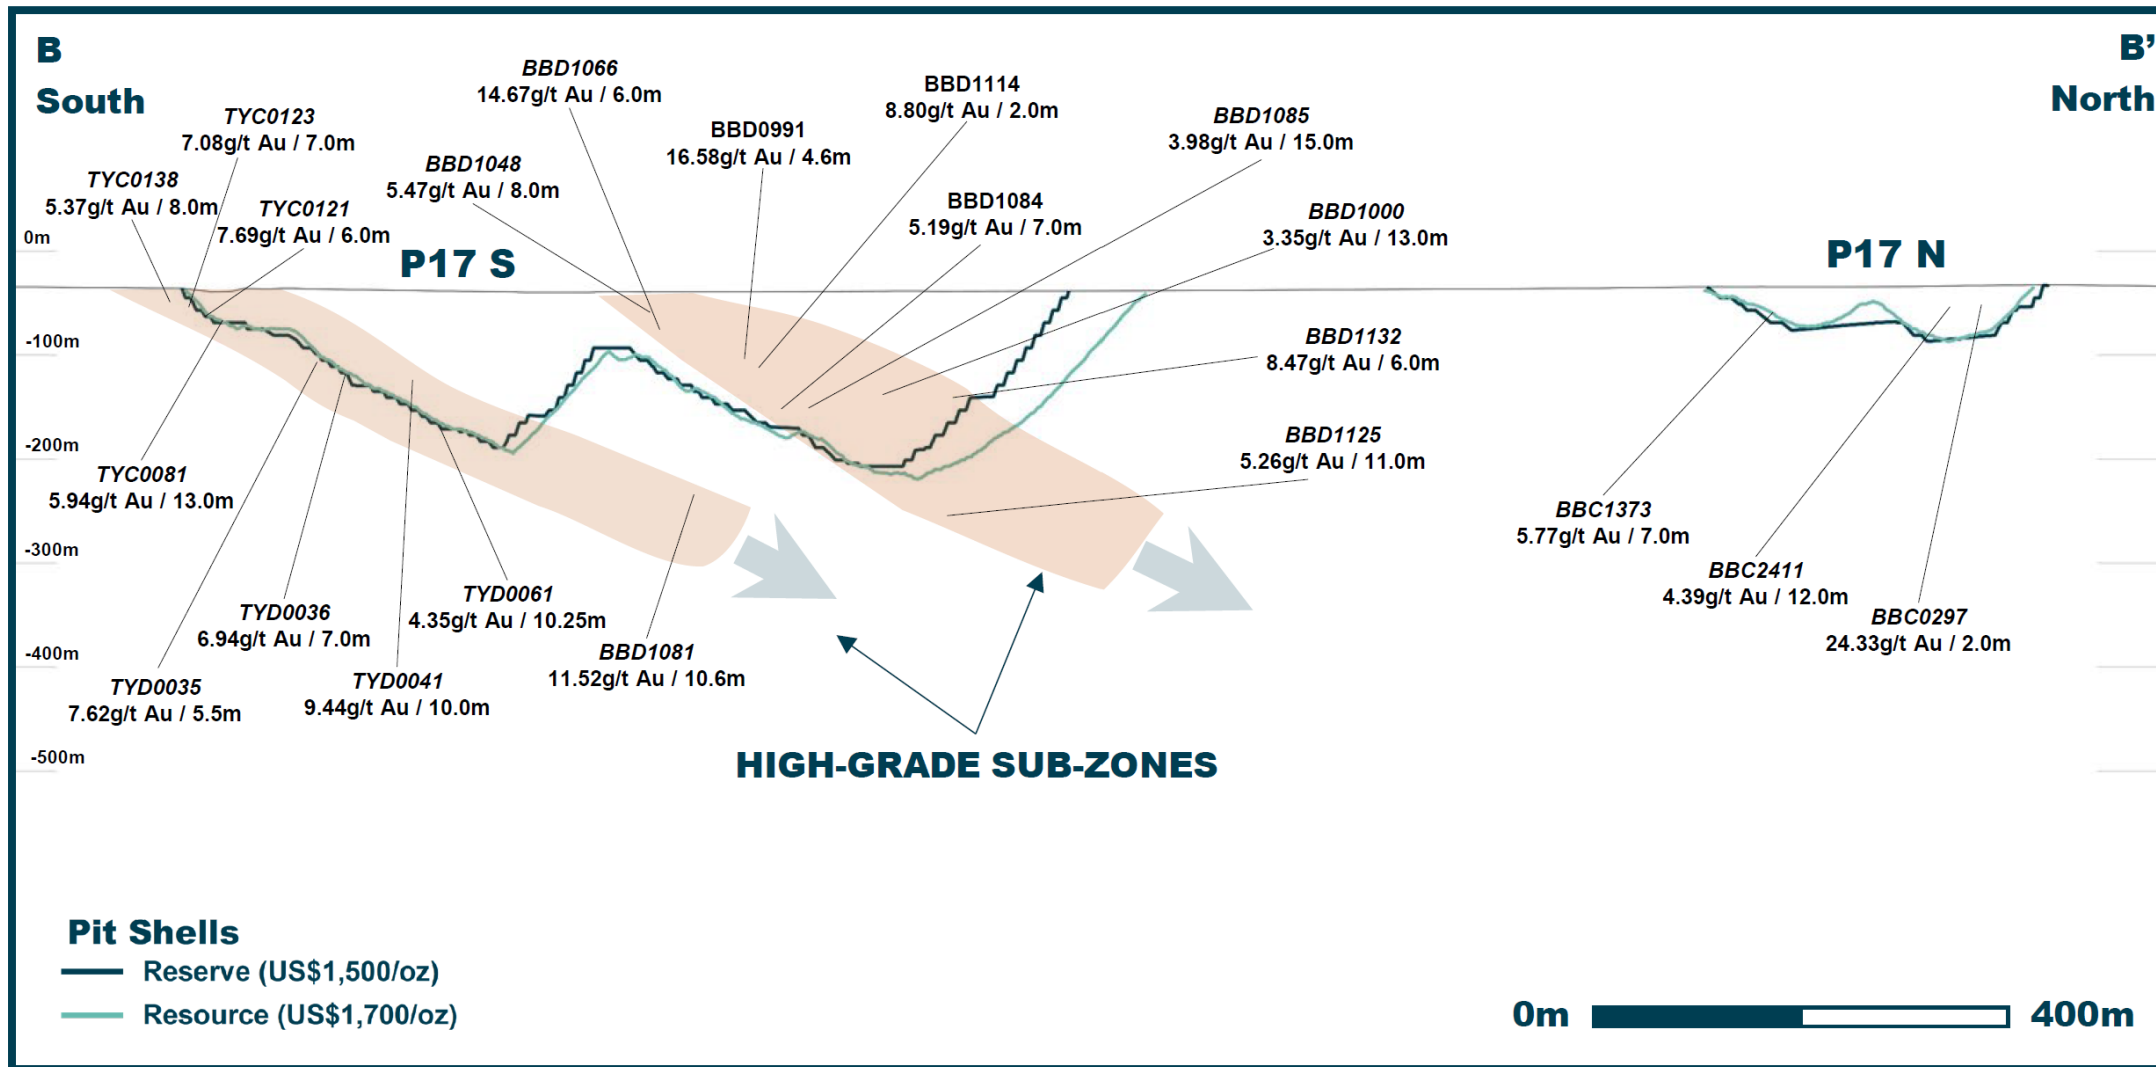 B
South
B'
North
BBD1066
14.67g/t Au / 6.0m
BBD1114
8.80g/t Au / 2.0m
TYC0123
7.08g/t Au / 7.0m
BBD0991
16.58g/t Au / 4.6m
BBD1085
3.98g/t Au / 15.0m
TYC0138
5.37g/t Au / 8.0m
BBD1048
5.47g/t Au / 8.0m
TYC0121
7.69g/t Au / 6.0m
BBD1084
5.19g/t Au / 7.0m
BBD1000
3.35g/t Au / 13.0m
0m
P17 S
P17 N
-100m
BBD1132
8.47g/t Au / 6.0m
-200m
BBD1125
5.26g/t Au / 11.0m
TYC0081
5.94g/t Au / 13.0m
BBC1373
5.77g/t Au / 7.0m
-300m
BBC2411
4.39g/t Au / 12.0m
TYD0061
4.35g/t Au / 10.25m
TYD0036
6.94g/t Au / 7.0m
BBC0297
24.33g/t Au / 2.0m
-400m
BBD1081
11.52g/t Au / 10.6m
TYD0041
9.44g/t Au / 10.0m
TYD0035
7.62g/t Au / 5.5m
-500m
HIGH-GRADE SUB-ZONES
Pit Shells
Reserve (US$1,500/oz)
Resource (US$1,700/oz)
0m
400m